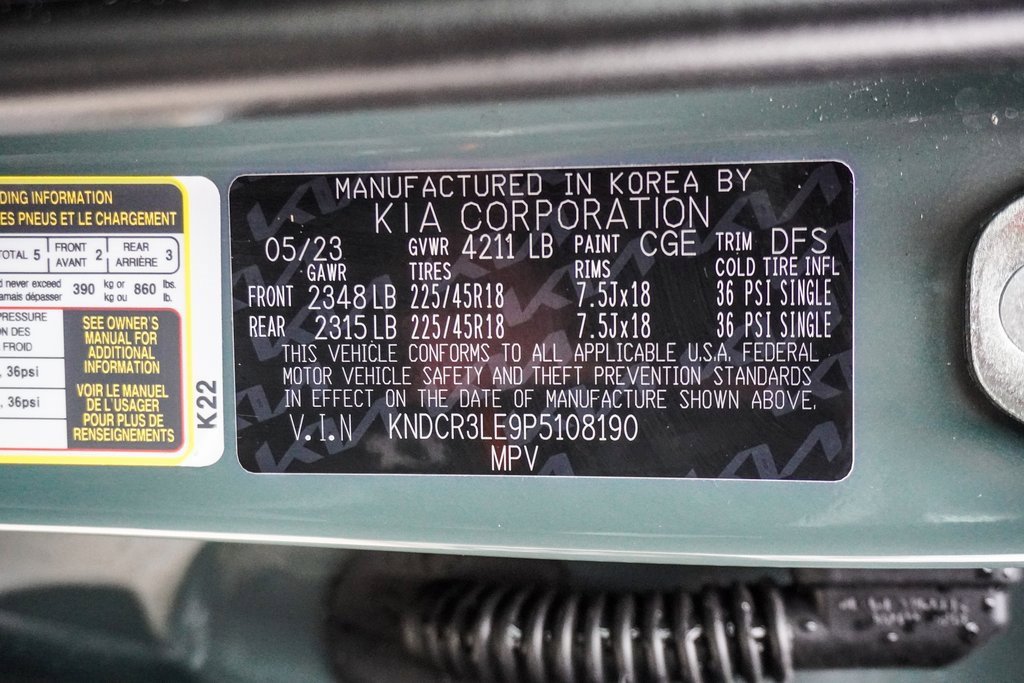 DING INFORMATION
ES PNEUS ET LE CHARGEMENT
TOTAL 5 FRONT AVANT 2 REAR ARRIÈRE 3
never exceed
amais dépasser 390 kg or kg ou 860 lbs. lb.
PRESSURE
ON DES
FROID
, 36psi
, 36psi
SEE OWNER'S
MANUAL FOR
ADDITIONAL
INFORMATION
VOIR LE MANUEL
DE L'USAGER
POUR PLUS DE
RENSEIGNEMENTS
K22
MANUFACTURED IN KOREA BY
KIA CORPORATION
05/23 GVWR 4211 LB PAINT CGE TRIM DFS
GAWR TIRES RIMS COLD TIRE INFL
FRONT 2348 LB 225/45R18 7.5Jx18 36 PSI SINGLE
REAR 2315 LB 225/45R18 7.5Jx18 36 PSI SINGLE
THIS VEHICLE CONFORMS TO ALL APPLICABLE U.S.A. FEDERAL
MOTOR VEHICLE SAFETY AND THEFT PREVENTION STANDARDS
IN EFFECT ON THE DATE OF MANUFACTURE SHOWN ABOVE.
V.I.N KNDCR3LE9P5108190
MPV